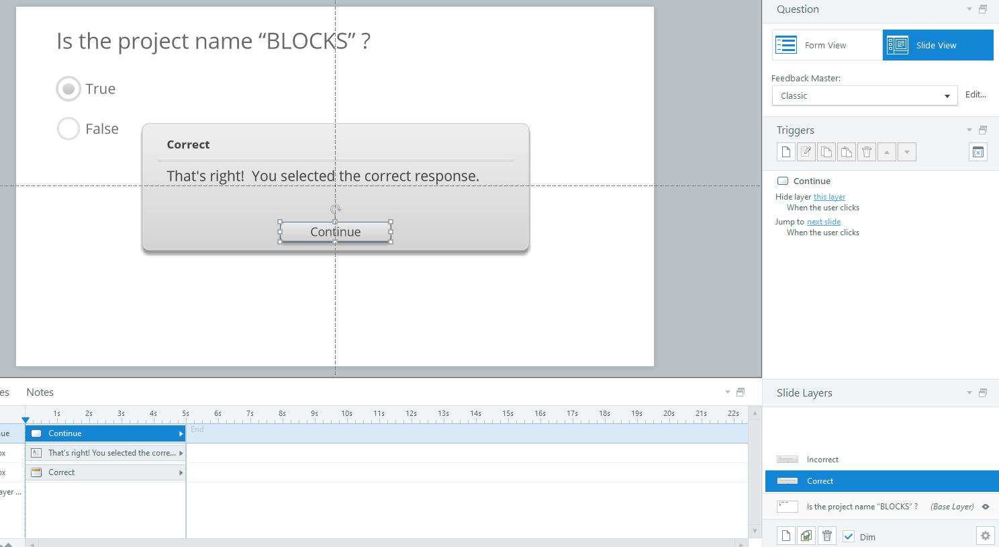 Is the project name “BLOCKS” ?
True
False
Correct
That's right!  You selected the correct response.
Continue
Question
Form View
Slide View
Feedback Master:
Classic
Edit...
Triggers
Continue
Hide layer this layer
When the user clicks
Jump to next slide
When the user clicks
es
Notes
1s 2s 3s 4s 5s 6s 7s 8s 9s 10s 11s 12s 13s 14s 15s 16s 17s 18s 19s 20s 21s 22s
ue
Continue
End
ox
That's right! You selected the corre...
ox
Correct
ayer ...
Slide Layers
Incorrect
Correct
Is the project name “BLOCKS” ? (Base Layer)
Dim